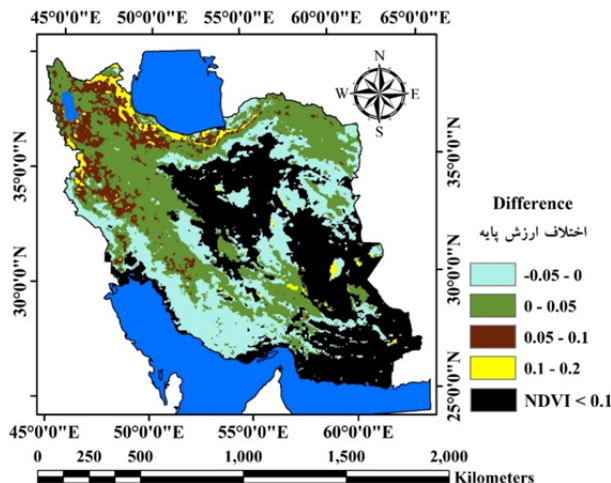 45°0'0"E 50°0'0"E 55°0'0"E 60°0'0"E 65°0'0"E
N
W E
S
35°0'0"N
30°0'0"N
35°0'0"N
30°0'0"N
25°0'0"N
Difference
اختلاف ارزش پایه
-0.05 - 0
0 - 0.05
0.05 - 0.1
0.1 - 0.2
NDVI < 0.1
45°0'0"E 50°0'0"E 55°0'0"E 60°0'0"E
0 250 500 1,000 1,500 2,000
Kilometers